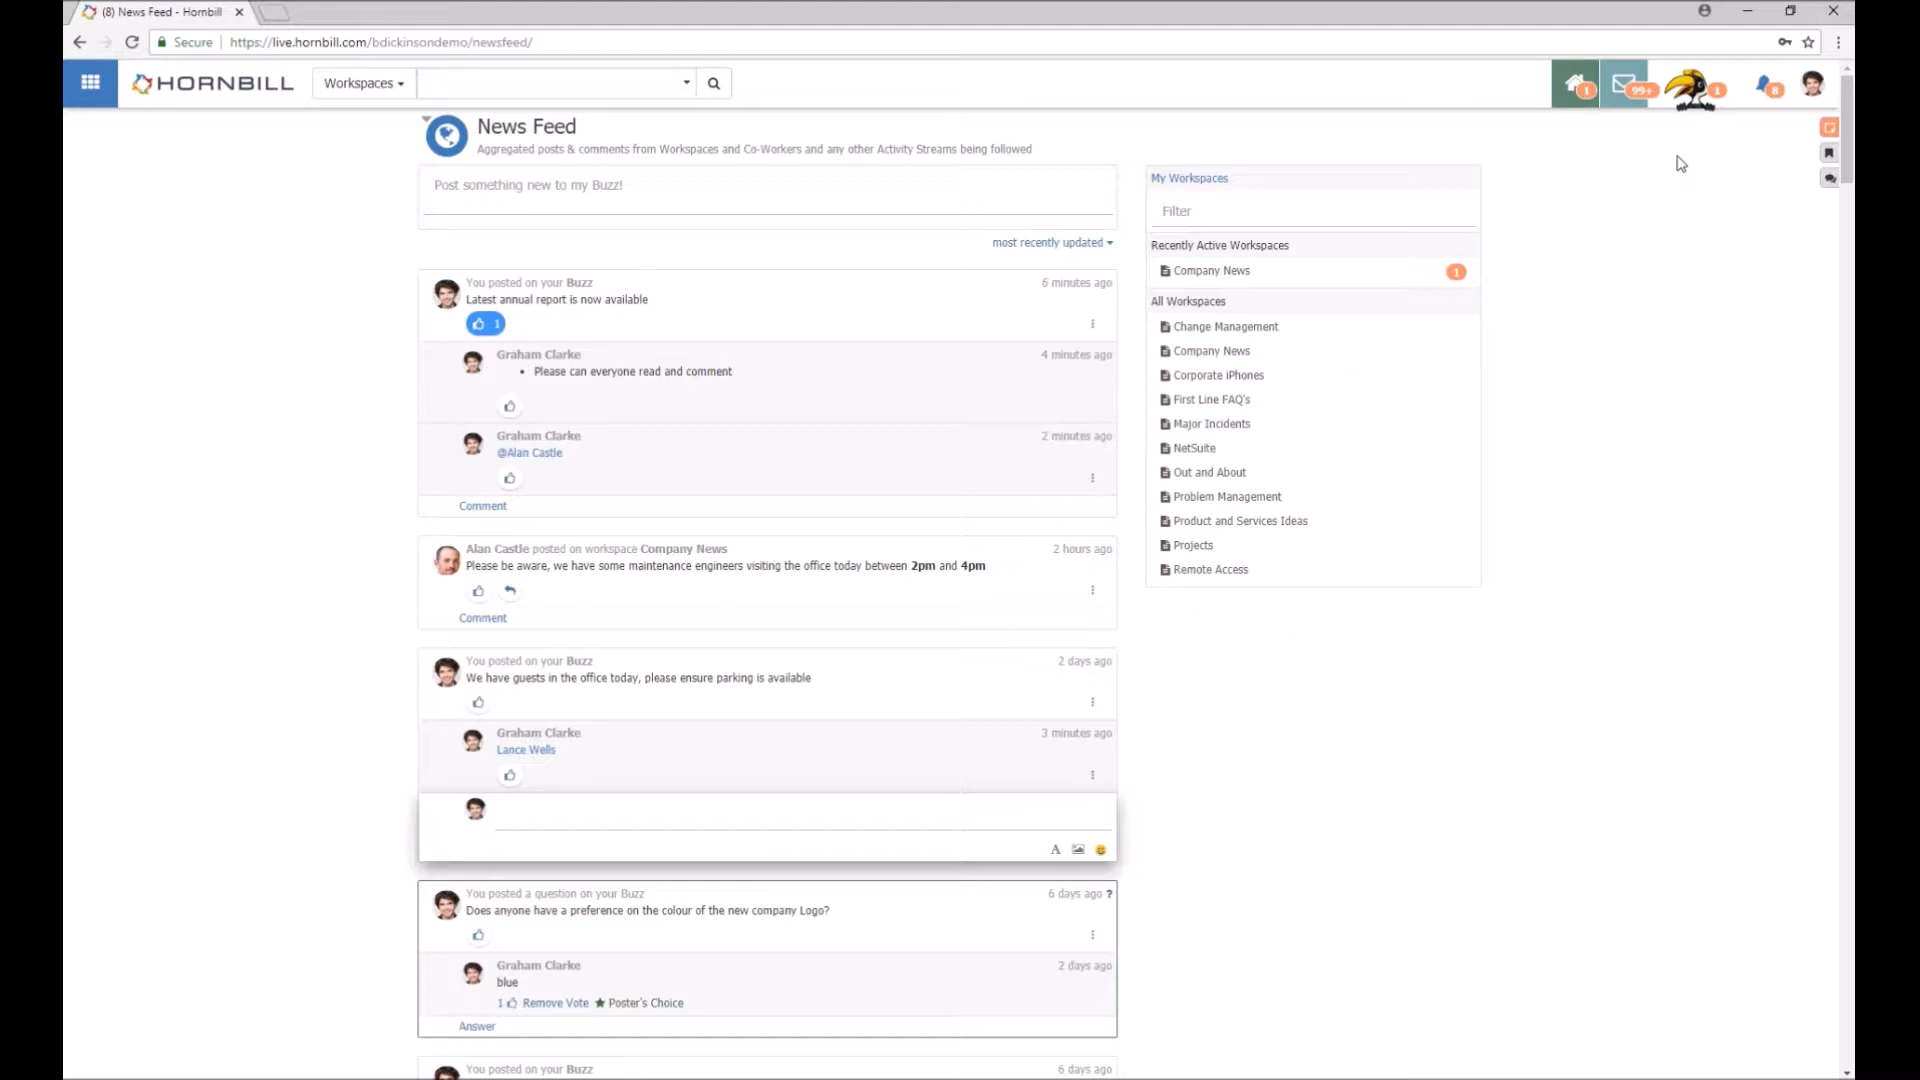 (8) News Feed - Hornbill
Secure https://live.hornbill.com/bdickinsondemo/newsfeed/
HORNBILL
Workspaces
1
99+
1
8
News Feed
Aggregated posts & comments from Workspaces and Co-Workers and any other Activity Streams being followed
Post something new to my Buzz!
most recently updated
You posted on your Buzz 6 minutes ago
Latest annual report is now available
1
Graham Clarke 4 minutes ago
• Please can everyone read and comment
Graham Clarke 2 minutes ago
@Alan Castle
Comment
Alan Castle posted on workspace Company News 2 hours ago
Please be aware, we have some maintenance engineers visiting the office today between 2pm and 4pm
Comment
You posted on your Buzz 2 days ago
We have guests in the office today, please ensure parking is available
Graham Clarke 3 minutes ago
Lance Wells
A
You posted a question on your Buzz 6 days ago ?
Does anyone have a preference on the colour of the new company Logo?
Graham Clarke 2 days ago
blue
1 Remove Vote ★ Poster's Choice
Answer
You posted on your Buzz 6 days ago
My Workspaces
Filter
Recently Active Workspaces
Company News 1
All Workspaces
Change Management
Company News
Corporate iPhones
First Line FAQ's
Major Incidents
NetSuite
Out and About
Problem Management
Product and Services Ideas
Projects
Remote Access